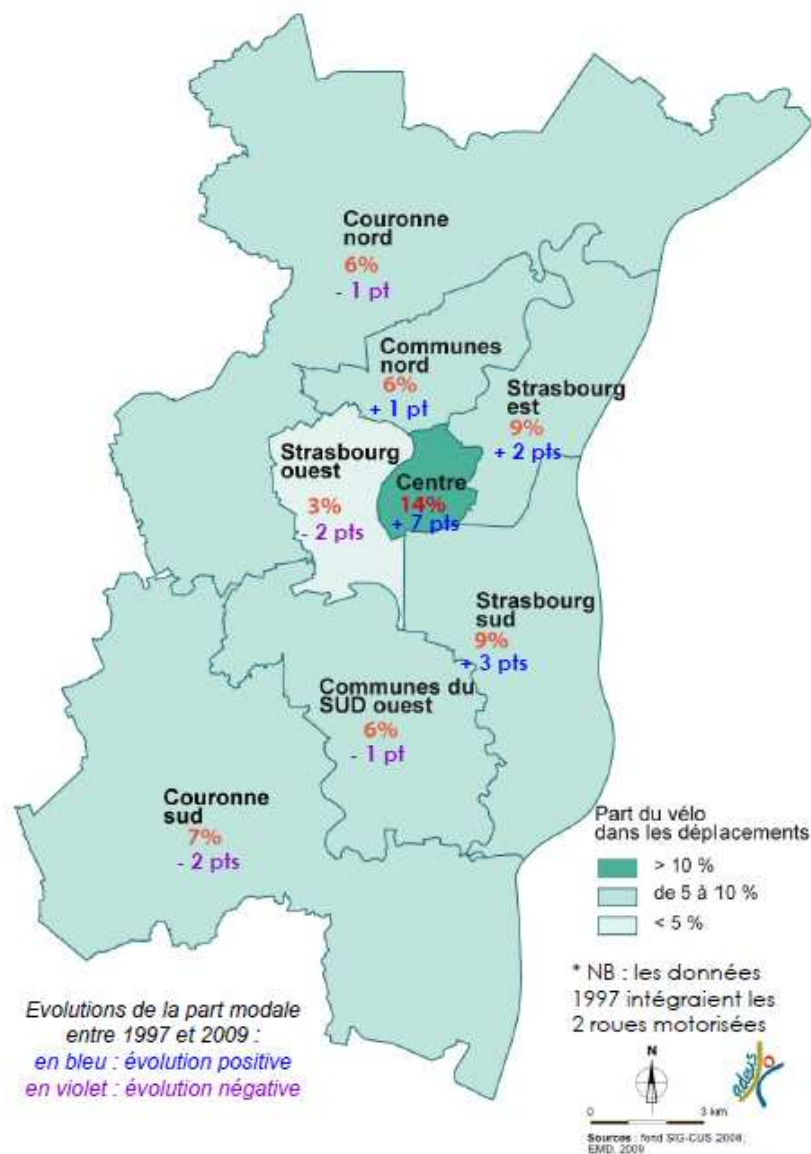 Couronne
nord
6%
- 1 pt
Communes
nord
6%
+ 1 pt
Strasbourg
est
9%
+ 2 pts
Strasbourg
ouest
3%
- 2 pts
Centre
14%
+ 7 pts
Strasbourg
sud
9%
+ 3 pts
Communes du
SUD ouest
6%
- 1 pt
Couronne
sud
7%
- 2 pts
Part du vélo
dans les déplacements
> 10 %
de 5 à 10 %
< 5 %
* NB : les données
1997 intégraient les
2 roues motorisées
Evolutions de la part modale
entre 1997 et 2009 :
en bleu : évolution positive
en violet : évolution négative
N
0 3 km
Sources : fond SIG-CUS 2008;
EMD, 2009
adeus